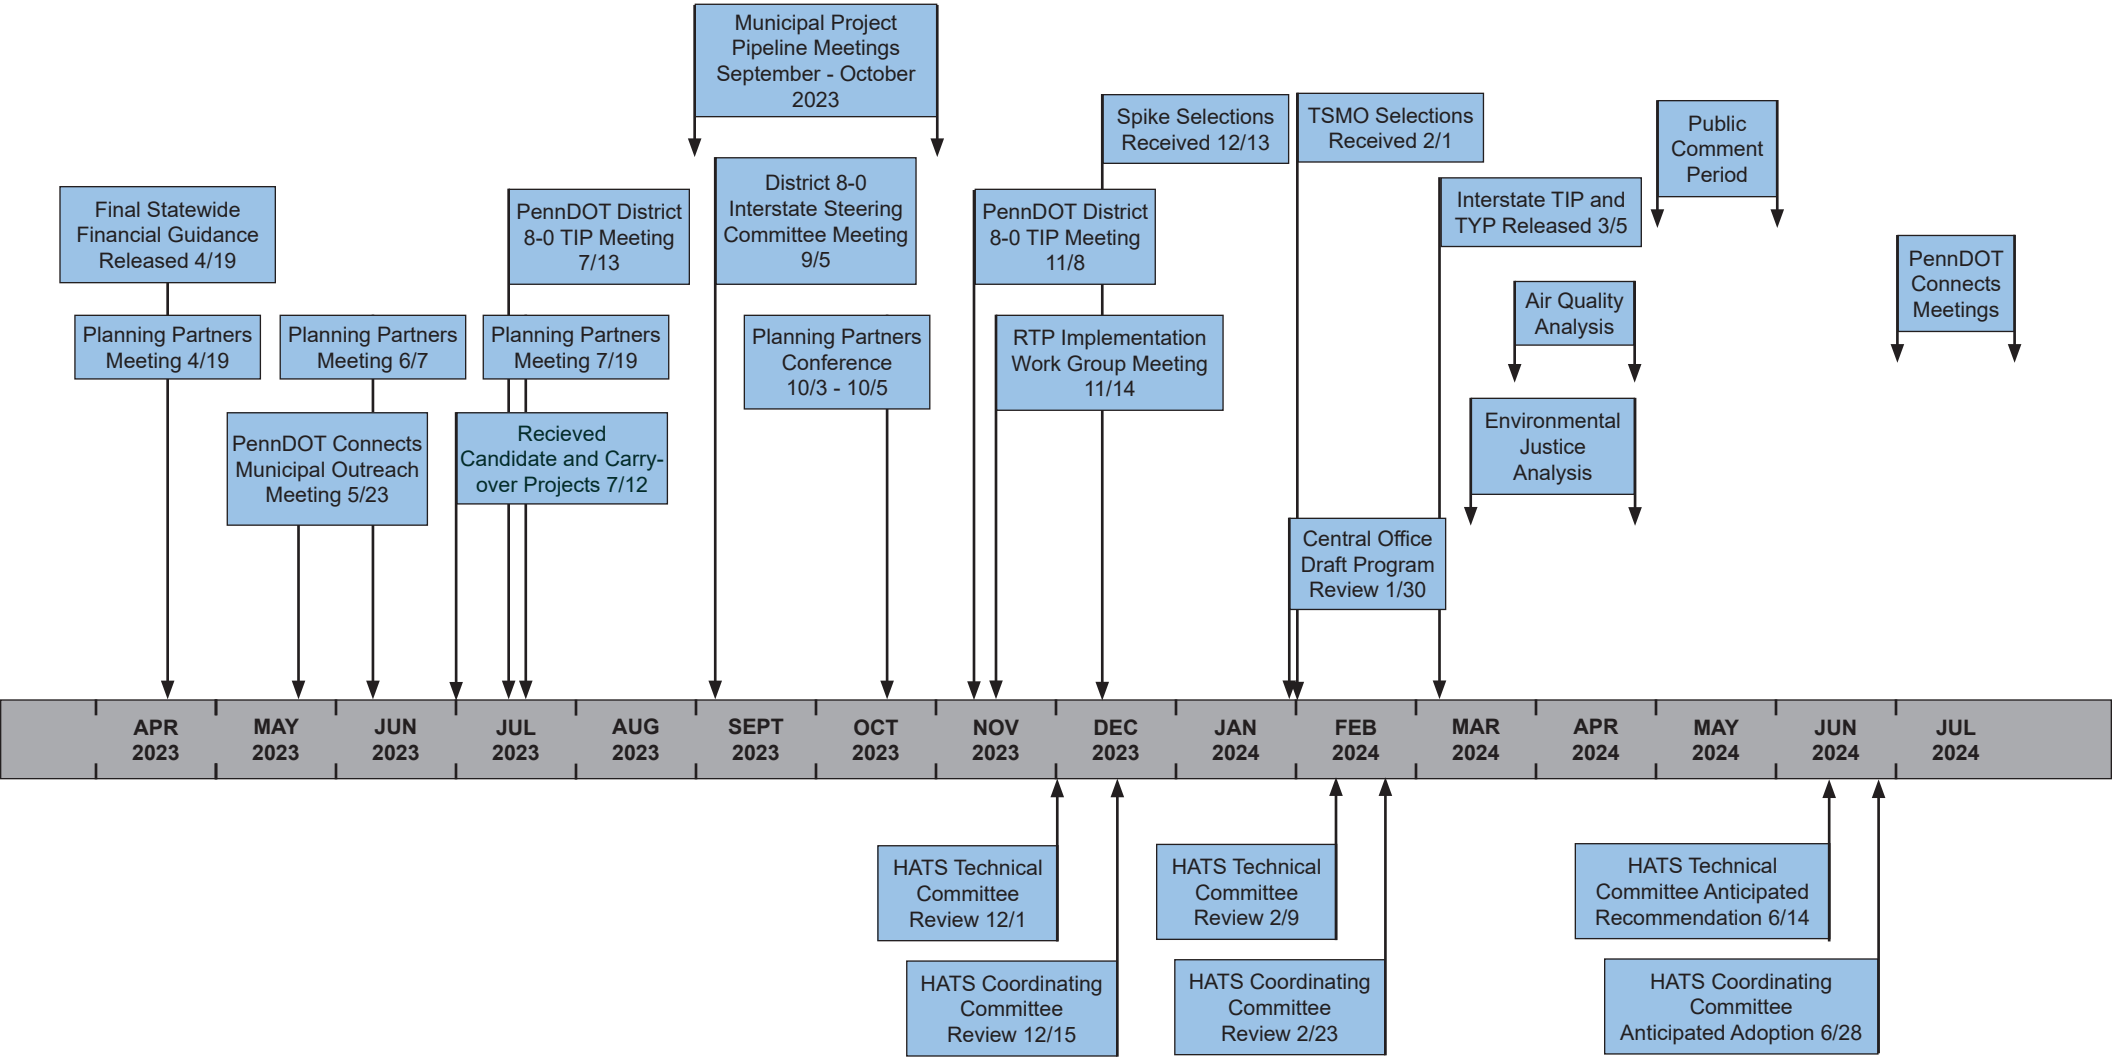 Municipal Project
Pipeline Meetings
September - October
2023
Spike Selections
Received 12/13
TSMO Selections
Received 2/1
Public
Comment
Period
Final Statewide
Financial Guidance
Released 4/19
PennDOT District
8-0 TIP Meeting
7/13
District 8-0
Interstate Steering
Committee Meeting
9/5
PennDOT District
8-0 TIP Meeting
11/8
Interstate TIP and
TYP Released 3/5
PennDOT
Connects
Meetings
Air Quality
Analysis
Planning Partners
Meeting 4/19
Planning Partners
Meeting 6/7
Planning Partners
Meeting 7/19
Planning Partners
Conference
10/3 - 10/5
RTP Implementation
Work Group Meeting
11/14
PennDOT Connects
Municipal Outreach
Meeting 5/23
Recieved
Candidate and Carry-
over Projects 7/12
Environmental
Justice
Analysis
Central Office
Draft Program
Review 1/30
APR
2023
MAY
2023
JUN
2023
JUL
2023
AUG
2023
SEPT
2023
OCT
2023
NOV
2023
DEC
2023
JAN
2024
FEB
2024
MAR
2024
APR
2024
MAY
2024
JUN
2024
JUL
2024
HATS Technical
Committee
Review 12/1
HATS Technical
Committee
Review 2/9
HATS Technical
Committee Anticipated
Recommendation 6/14
HATS Coordinating
Committee
Review 12/15
HATS Coordinating
Committee
Review 2/23
HATS Coordinating
Committee
Anticipated Adoption 6/28